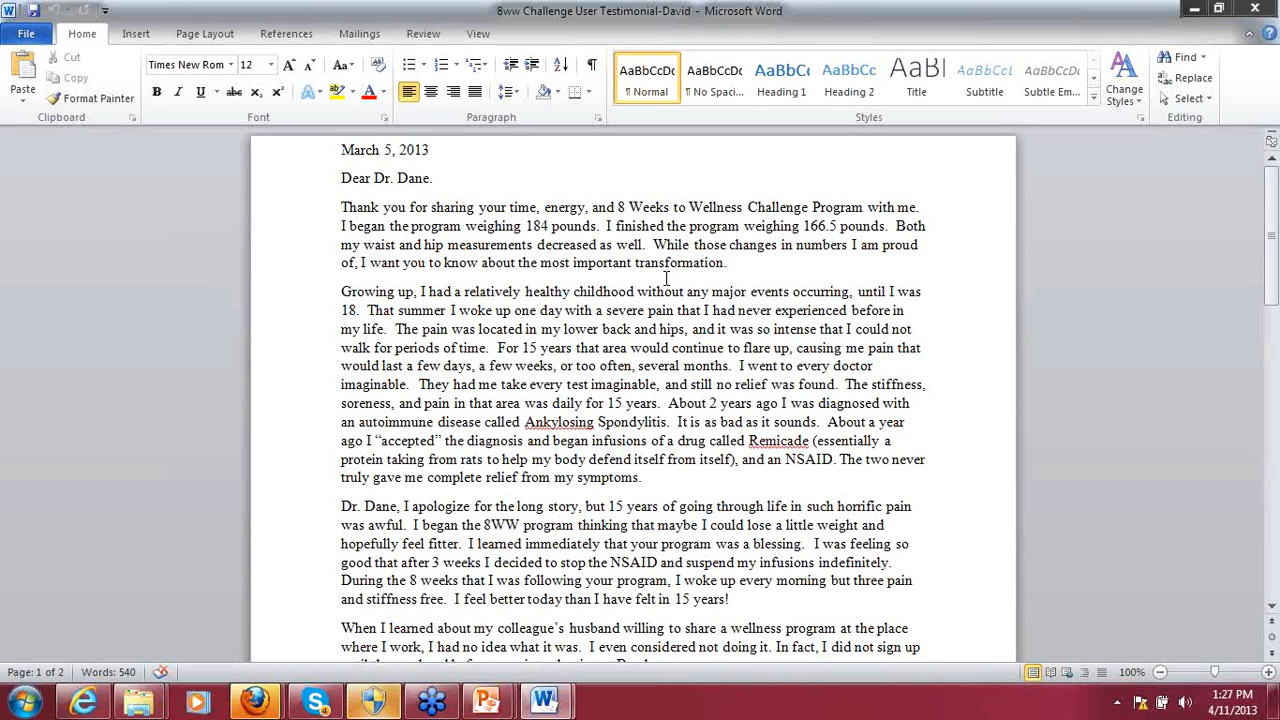 8ww Challenge User Testimonial-David - Microsoft Word
File Home Insert Page Layout References Mailings Review View
Paste
Cut
Copy
Format Painter
Clipboard
Times New Rom 12
Font
Paragraph
AaBbCcDc AaBbCcDc AaBbCc AaBbCc AaBl AaBbCcL AaBbCcDc
¶ Normal ¶ No Spaci... Heading 1 Heading 2 Title Subtitle Subtle Em...
Change Styles
Styles
Find
Replace
Select
Editing
March 5, 2013
Dear Dr. Dane.
Thank you for sharing your time, energy, and 8 Weeks to Wellness Challenge Program with me.
I began the program weighing 184 pounds. I finished the program weighing 166.5 pounds. Both
my waist and hip measurements decreased as well. While those changes in numbers I am proud
of, I want you to know about the most important transformation.
Growing up, I had a relatively healthy childhood without any major events occurring, until I was
18. That summer I woke up one day with a severe pain that I had never experienced before in
my life. The pain was located in my lower back and hips, and it was so intense that I could not
walk for periods of time. For 15 years that area would continue to flare up, causing me pain that
would last a few days, a few weeks, or too often, several months. I went to every doctor
imaginable. They had me take every test imaginable, and still no relief was found. The stiffness,
soreness, and pain in that area was daily for 15 years. About 2 years ago I was diagnosed with
an autoimmune disease called Ankylosing Spondylitis. It is as bad as it sounds. About a year
ago I “accepted” the diagnosis and began infusions of a drug called Remicade (essentially a
protein taking from rats to help my body defend itself from itself), and an NSAID. The two never
truly gave me complete relief from my symptoms.
Dr. Dane, I apologize for the long story, but 15 years of going through life in such horrific pain
was awful. I began the 8WW program thinking that maybe I could lose a little weight and
hopefully feel fitter. I learned immediately that your program was a blessing. I was feeling so
good that after 3 weeks I decided to stop the NSAID and suspend my infusions indefinitely.
During the 8 weeks that I was following your program, I woke up every morning but three pain
and stiffness free. I feel better today than I have felt in 15 years!
When I learned about my colleague’s husband willing to share a wellness program at the place
where I work, I had no idea what it was. I even considered not doing it. In fact, I did not sign up
Page: 1 of 2 Words: 540 100%
1:27 PM
4/11/2013